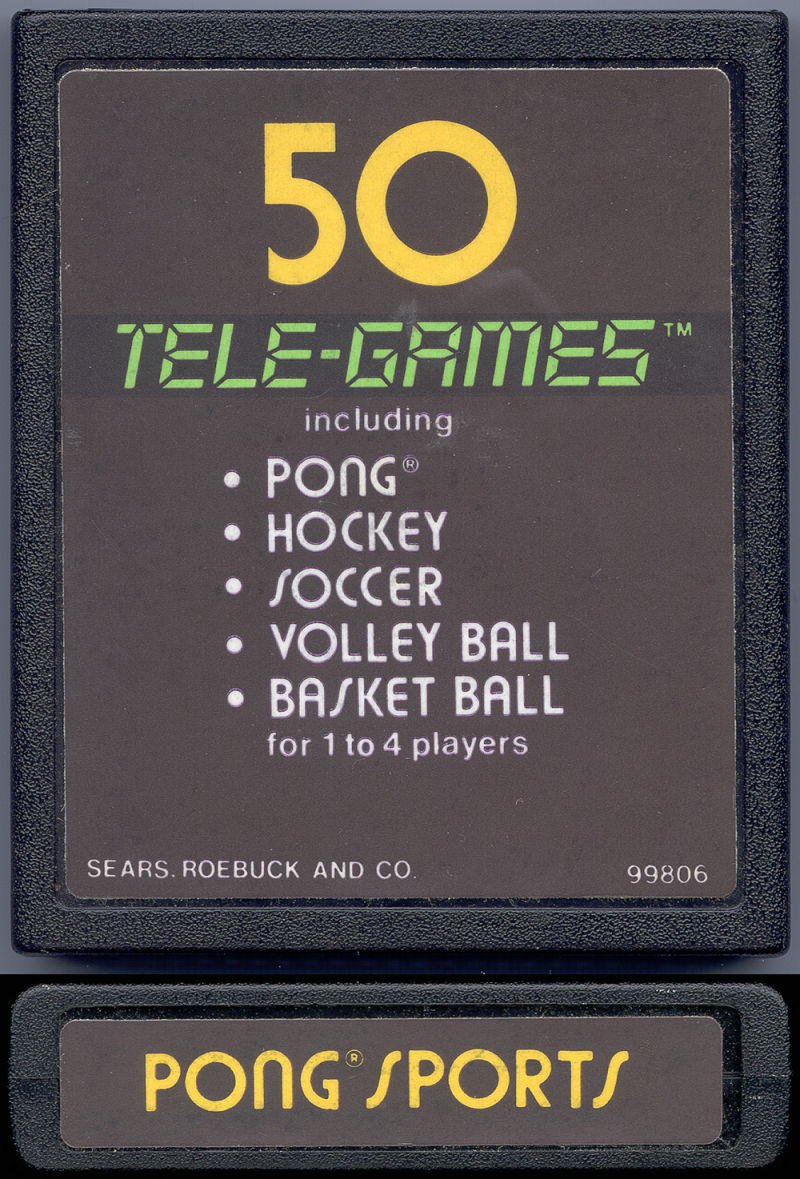 50
TELE-GAMES™
including
• PONG®
• HOCKEY
• SOCCER
• VOLLEY BALL
• BASKET BALL
for 1 to 4 players
SEARS, ROEBUCK AND CO. 99806
PONG® SPORTS